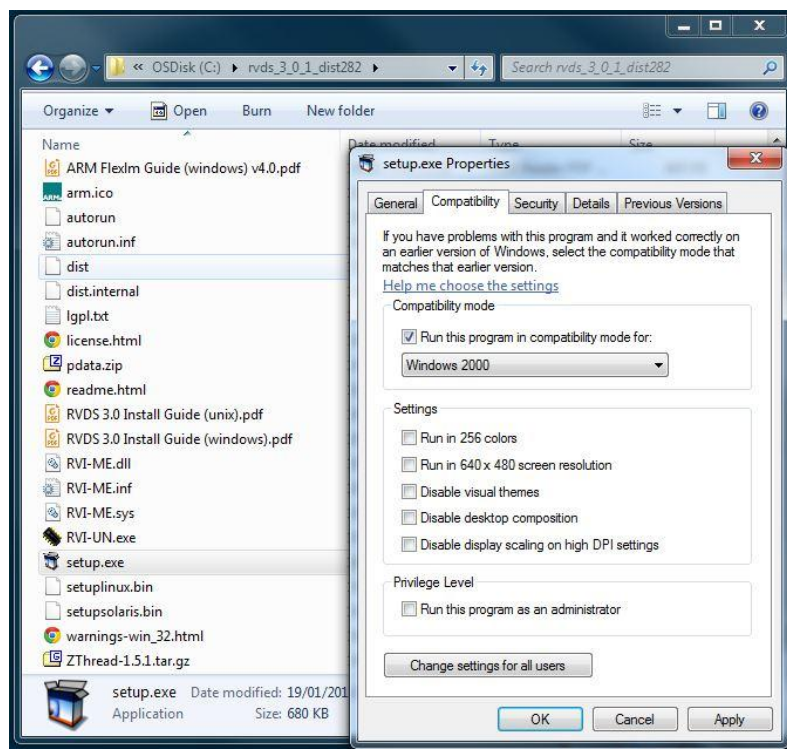 « OSDisk (C:) ▸ rvds_3_0_1_dist282 ▸
Search rvds_3_0_1_dist282
Organize ▾ Open Burn New folder
Name Date modified Type Size
ARM Flexlm Guide (windows) v4.0.pdf
arm.ico
autorun
autorun.inf
dist
dist.internal
lgpl.txt
license.html
pdata.zip
readme.html
RVDS 3.0 Install Guide (unix).pdf
RVDS 3.0 Install Guide (windows).pdf
RVI-ME.dll
RVI-ME.inf
RVI-ME.sys
RVI-UN.exe
setup.exe
setuplinux.bin
setupsolaris.bin
warnings-win_32.html
ZThread-1.5.1.tar.gz
setup.exe Date modified: 19/01/201
Application Size: 680 KB
setup.exe Properties
General Compatibility Security Details Previous Versions
If you have problems with this program and it worked correctly on
an earlier version of Windows, select the compatibility mode that
matches that earlier version.
Help me choose the settings
Compatibility mode
Run this program in compatibility mode for:
Windows 2000
Settings
Run in 256 colors
Run in 640 x 480 screen resolution
Disable visual themes
Disable desktop composition
Disable display scaling on high DPI settings
Privilege Level
Run this program as an administrator
Change settings for all users
OK Cancel Apply